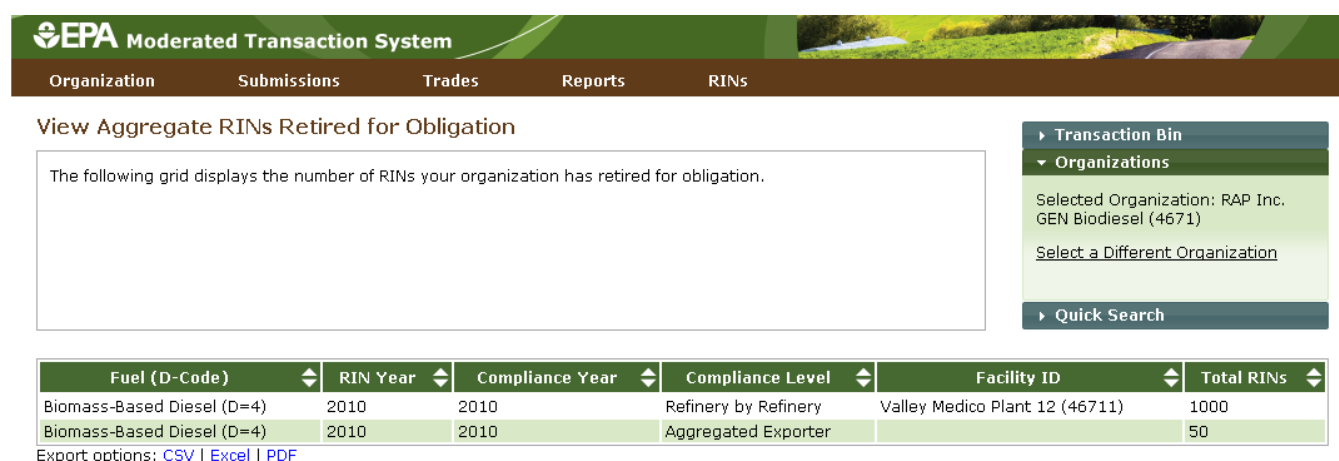 EPA Moderated Transaction System
Organization Submissions Trades Reports RINs
View Aggregate RINs Retired for Obligation
The following grid displays the number of RINs your organization has retired for obligation.
Transaction Bin
Organizations
Selected Organization: RAP Inc.
GEN Biodiesel (4671)
Select a Different Organization
Quick Search
Fuel (D-Code) RIN Year Compliance Year Compliance Level Facility ID Total RINs
Biomass-Based Diesel (D=4) 2010 2010 Refinery by Refinery Valley Medico Plant 12 (46711) 1000
Biomass-Based Diesel (D=4) 2010 2010 Aggregated Exporter 50
Export options: CSV | Excel | PDF